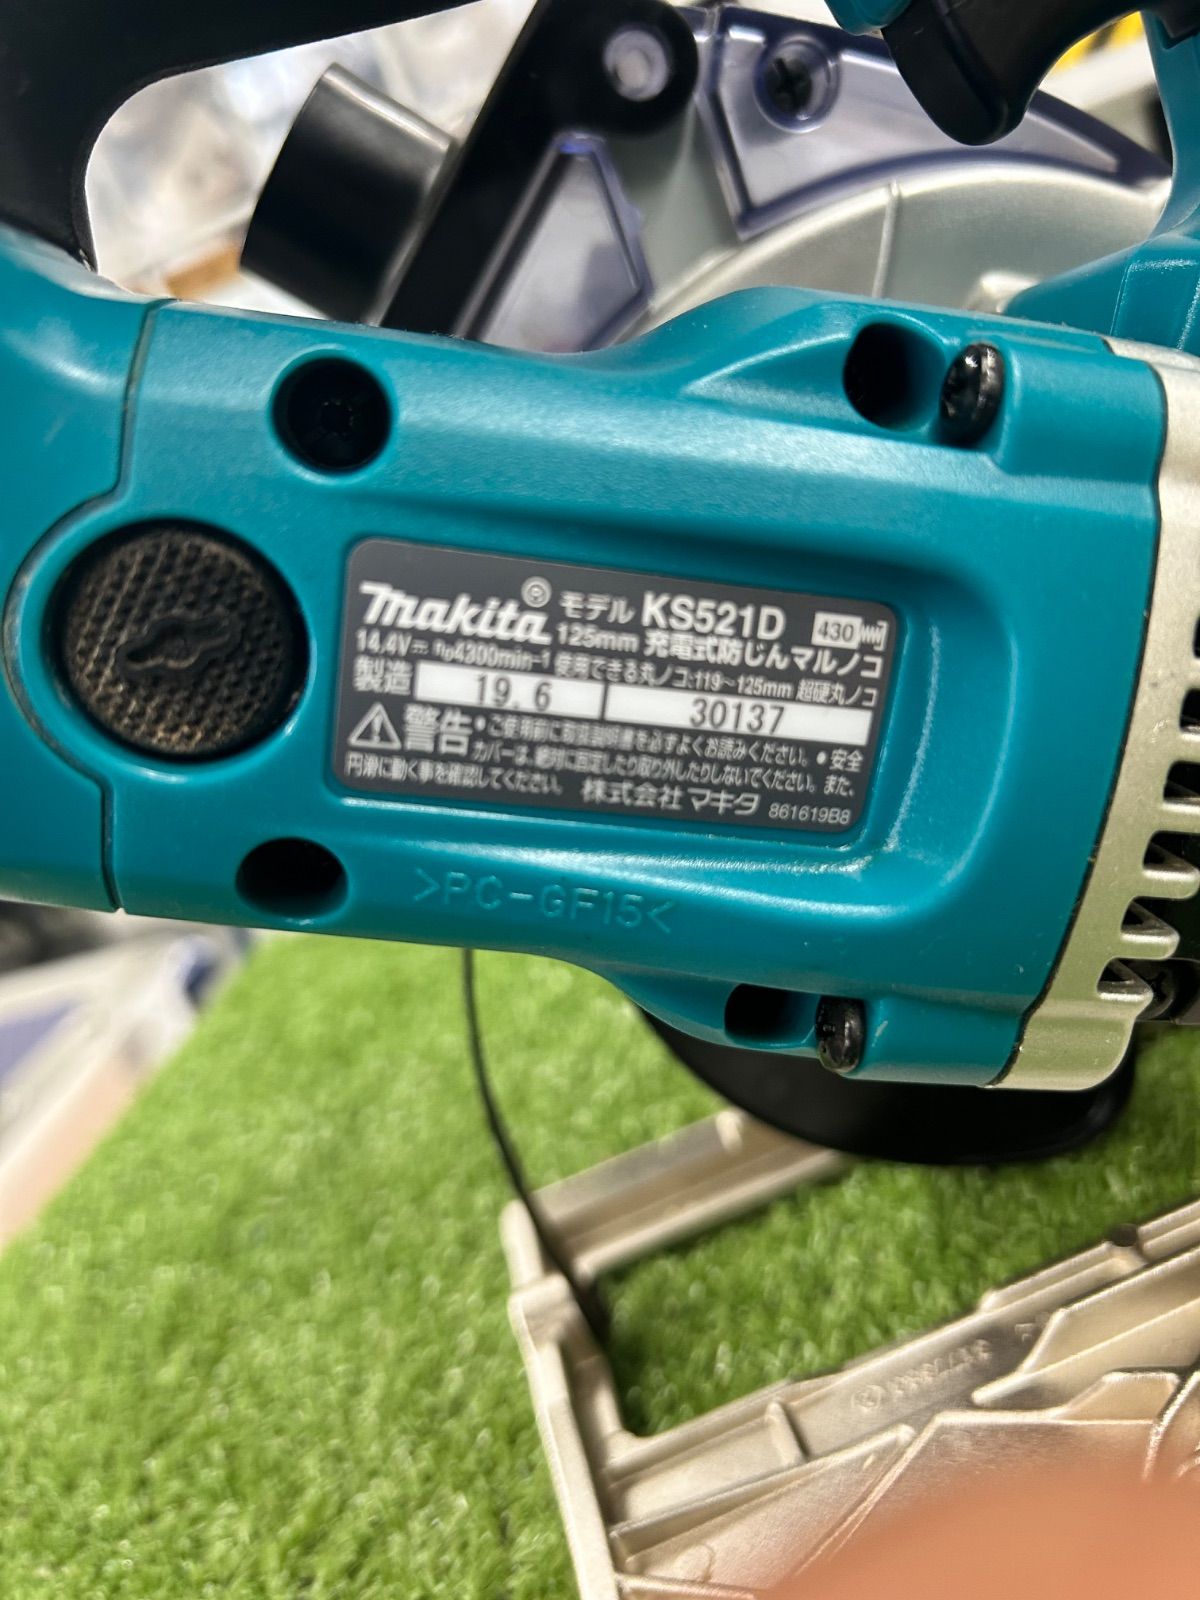 makita® モデル KS521D 430
125mm 充電式防じんマルノコ
14.4V⎓ n₀4300min-1 使用できる丸ノコ:119~125mm 超硬丸ノコ
製造 19. 6 30137
⚠警告 •ご使用前に取扱説明書を必ずよくお読みください。 •安全
カバーは、絶対に固定したり取り外したりしないでください。また、
円滑に動く事を確認してください。 株式会社 マキタ 861619B8
>PC-GF15<